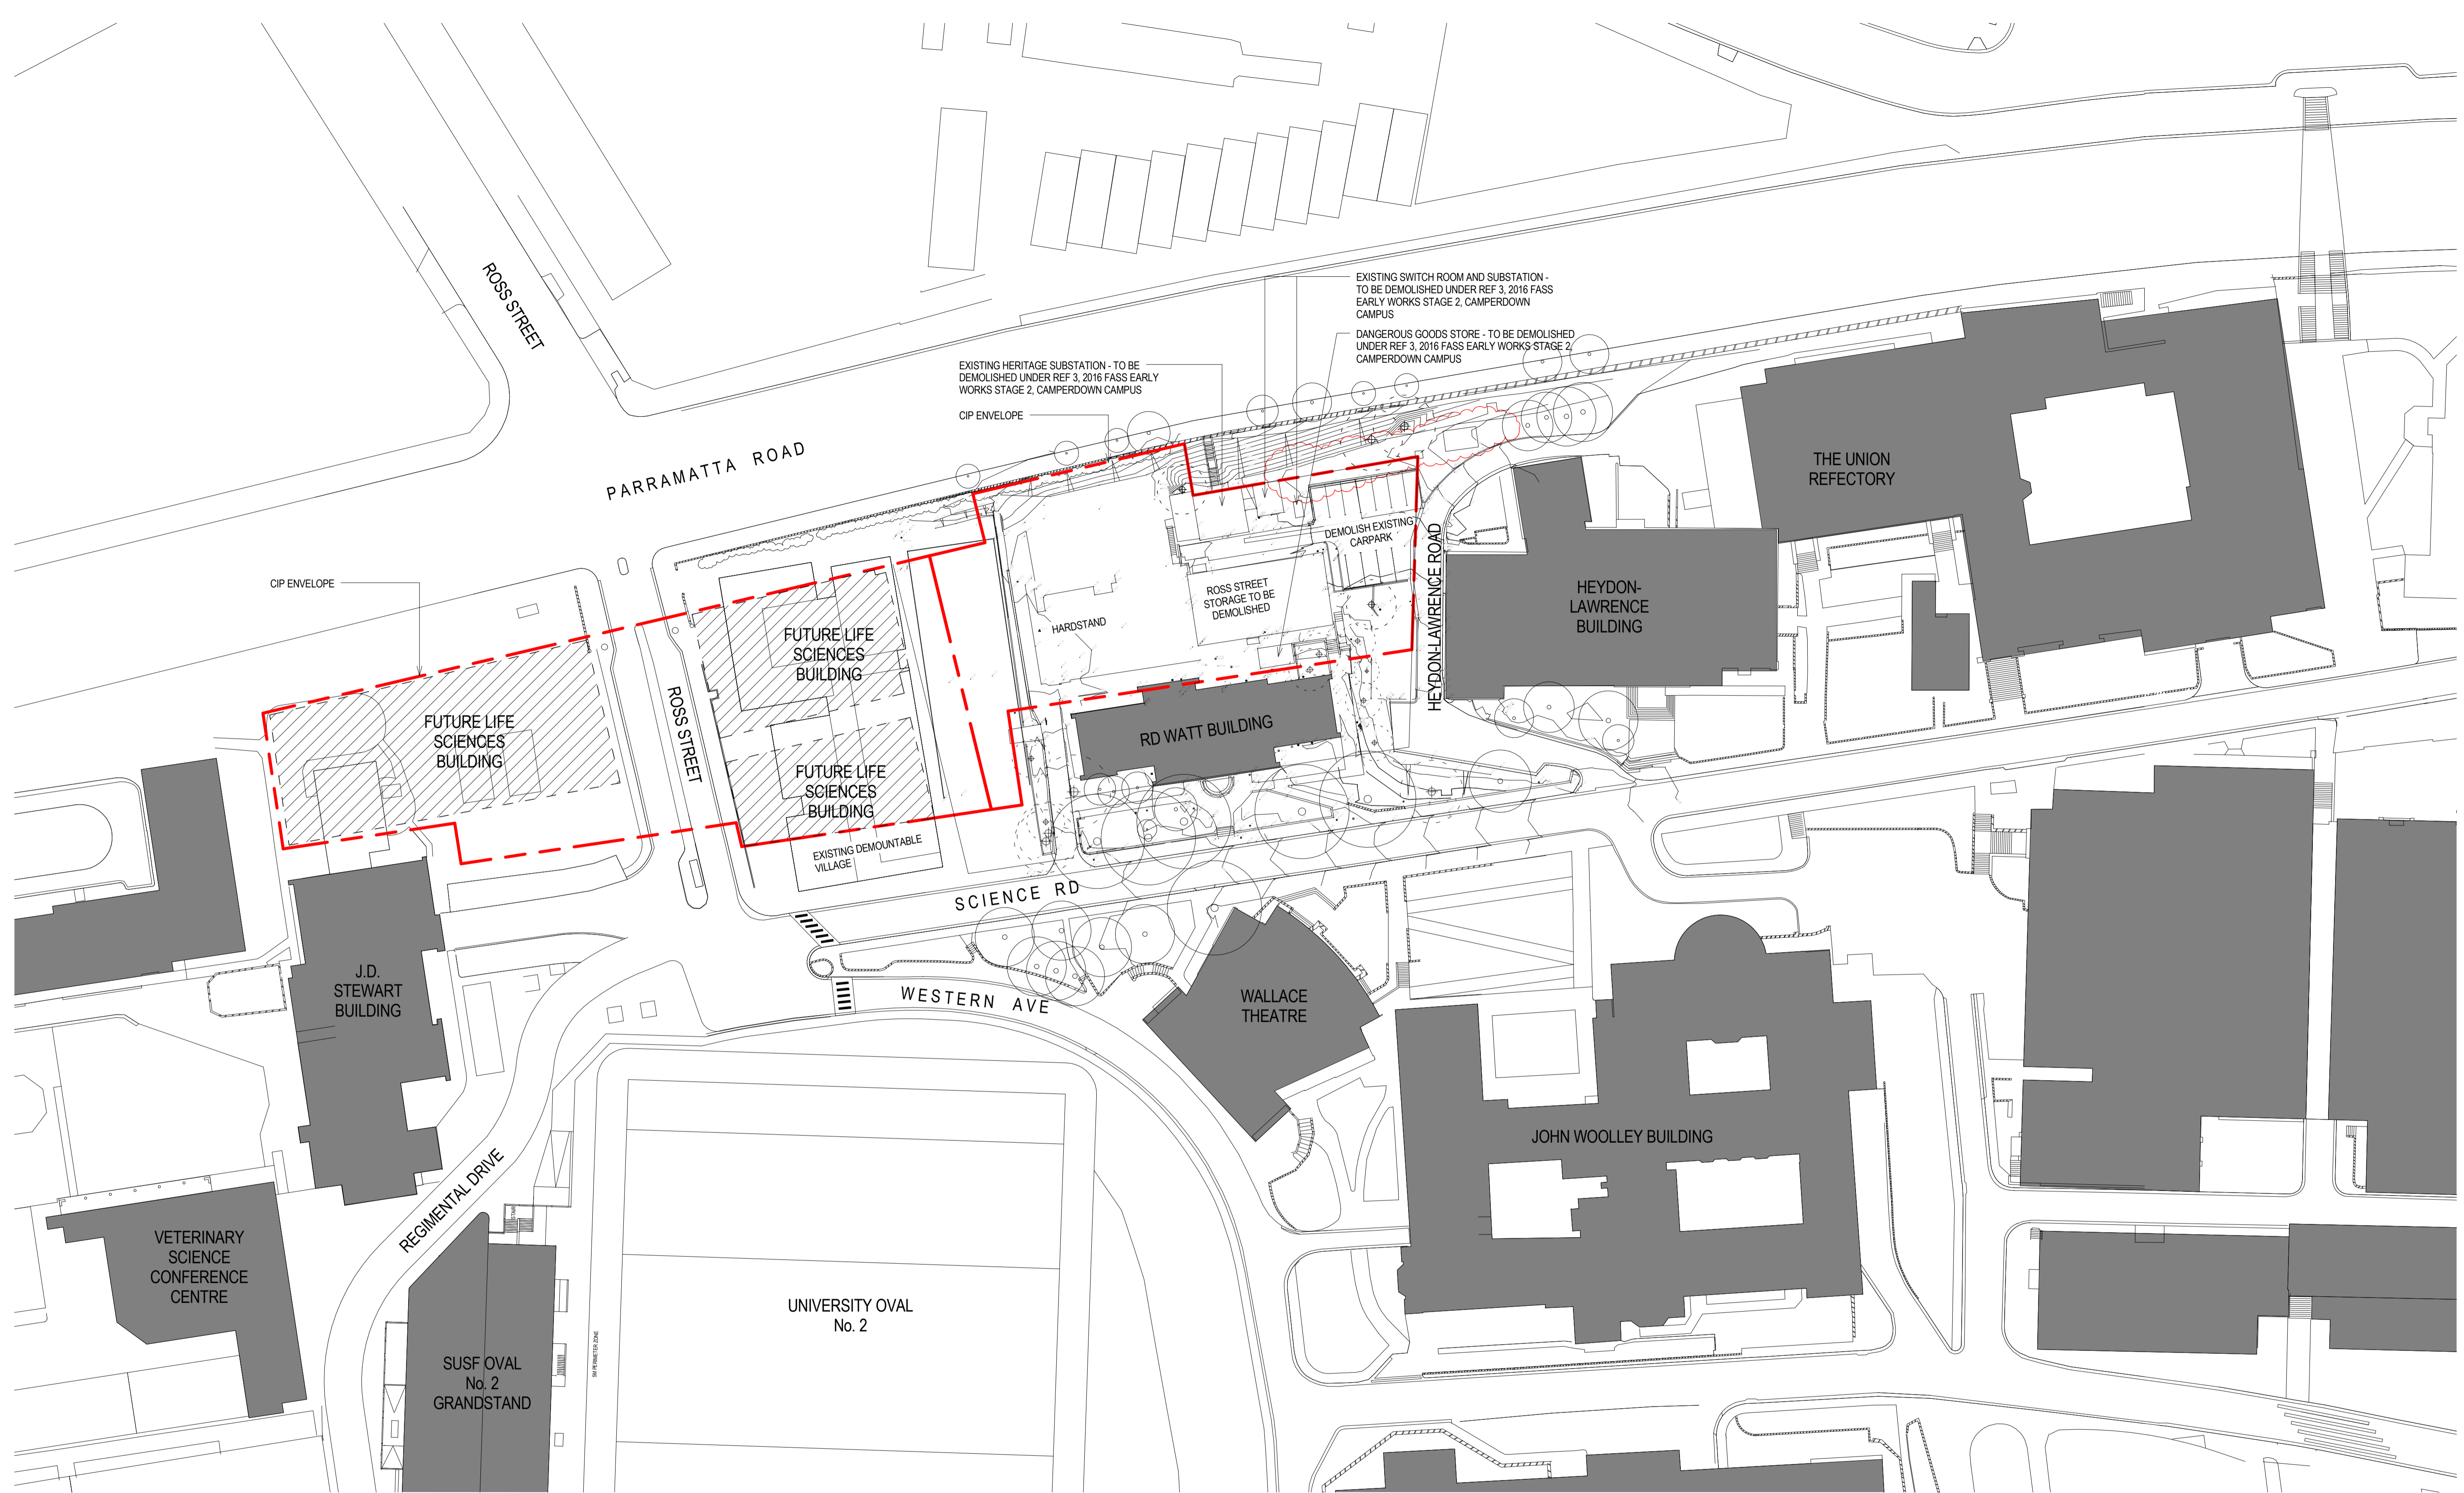 ROSS STREET
EXISTING SWITCH ROOM AND SUBSTATION -
TO BE DEMOLISHED UNDER REF 3, 2016 FASS
EARLY WORKS STAGE 2, CAMPERDOWN
CAMPUS
DANGEROUS GOODS STORE - TO BE DEMOLISHED
UNDER REF 3, 2016 FASS EARLY WORKS STAGE 2,
CAMPERDOWN CAMPUS
EXISTING HERITAGE SUBSTATION - TO BE
DEMOLISHED UNDER REF 3, 2016 FASS EARLY
WORKS STAGE 2, CAMPERDOWN CAMPUS
CIP ENVELOPE
PARRAMATTA ROAD
THE UNION
REFECTORY
DEMOLISH EXISTING
CARPARK
HEYDON-LAWRENCE ROAD
CIP ENVELOPE
ROSS STREET
STORAGE TO BE
DEMOLISHED
HEYDON-
LAWRENCE
BUILDING
HARDSTAND
FUTURE LIFE
SCIENCES
BUILDING
FUTURE LIFE
SCIENCES
BUILDING
ROSS STREET
RD WATT BUILDING
FUTURE LIFE
SCIENCES
BUILDING
EXISTING DEMOUNTABLE
VILLAGE
SCIENCE RD
J.D.
STEWART
BUILDING
WESTERN AVE
WALLACE
THEATRE
JOHN WOOLLEY BUILDING
REGIMENTAL DRIVE
STAIR
VETERINARY
SCIENCE
CONFERENCE
CENTRE
UNIVERSITY OVAL
No. 2
5M PERIMETER ZONE
SUSF OVAL
No. 2
GRANDSTAND